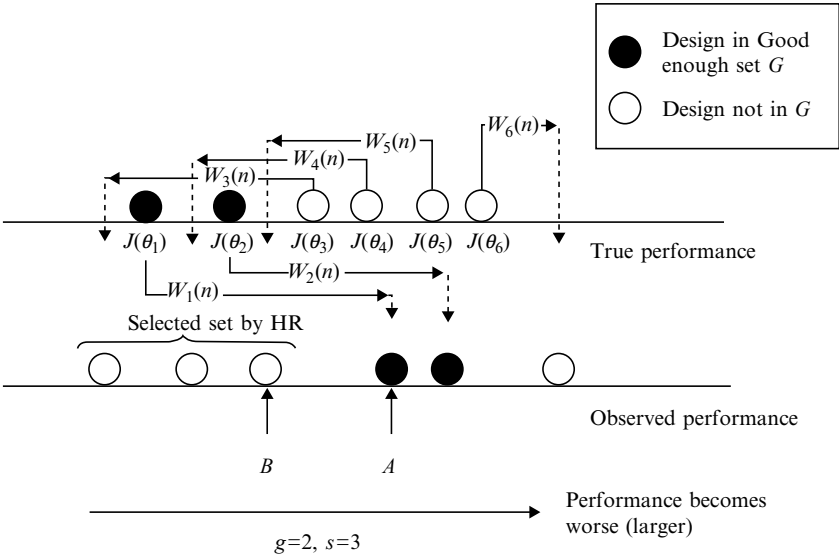 Design in Good
enough set G
Design not in G
W₆(n)
W₅(n)
W₄(n)
W₃(n)
J(θ₁) J(θ₂) J(θ₃) J(θ₄) J(θ₅) J(θ₆)
True performance
W₂(n)
W₁(n)
Selected set by HR
Observed performance
B A
Performance becomes
worse (larger)
g=2, s=3